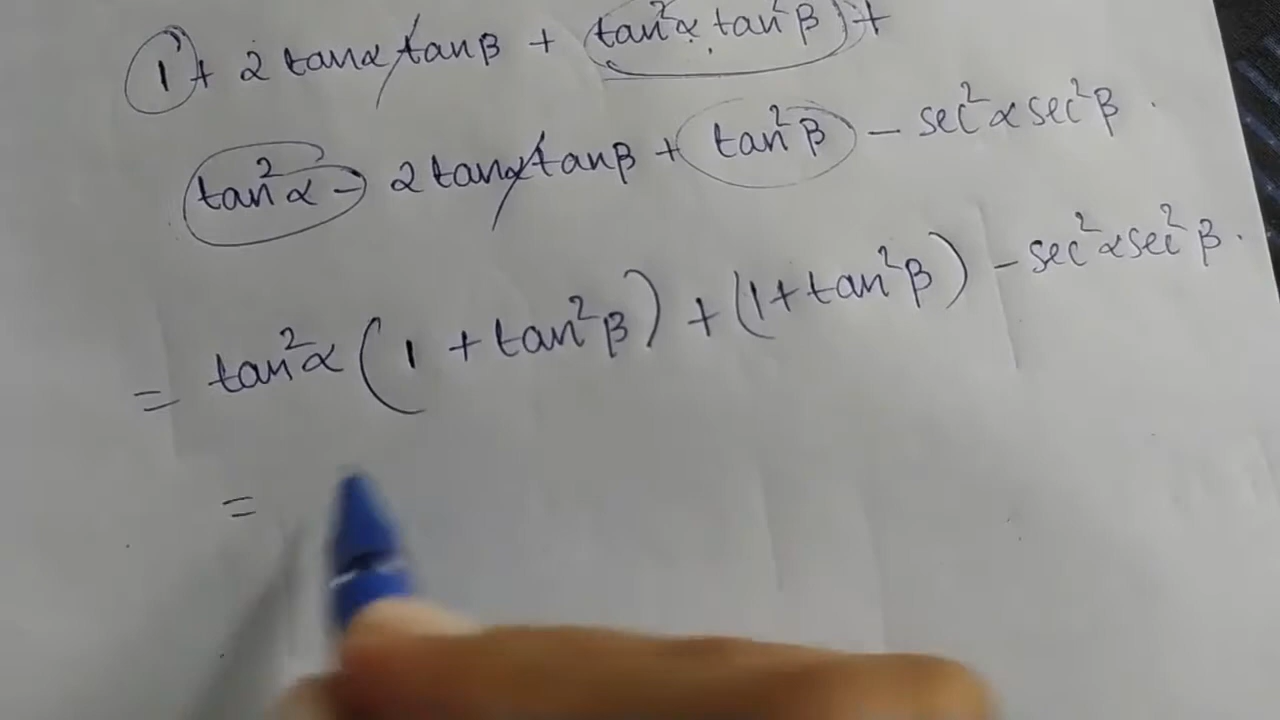 1 + 2 tanα tanβ + tan²α tan²β +
tan²α - 2 tanα tanβ + tan²β - sec²α sec²β.
= tan²α (1 + tan²β) + (1 + tan²β) - sec²α sec²β.
=